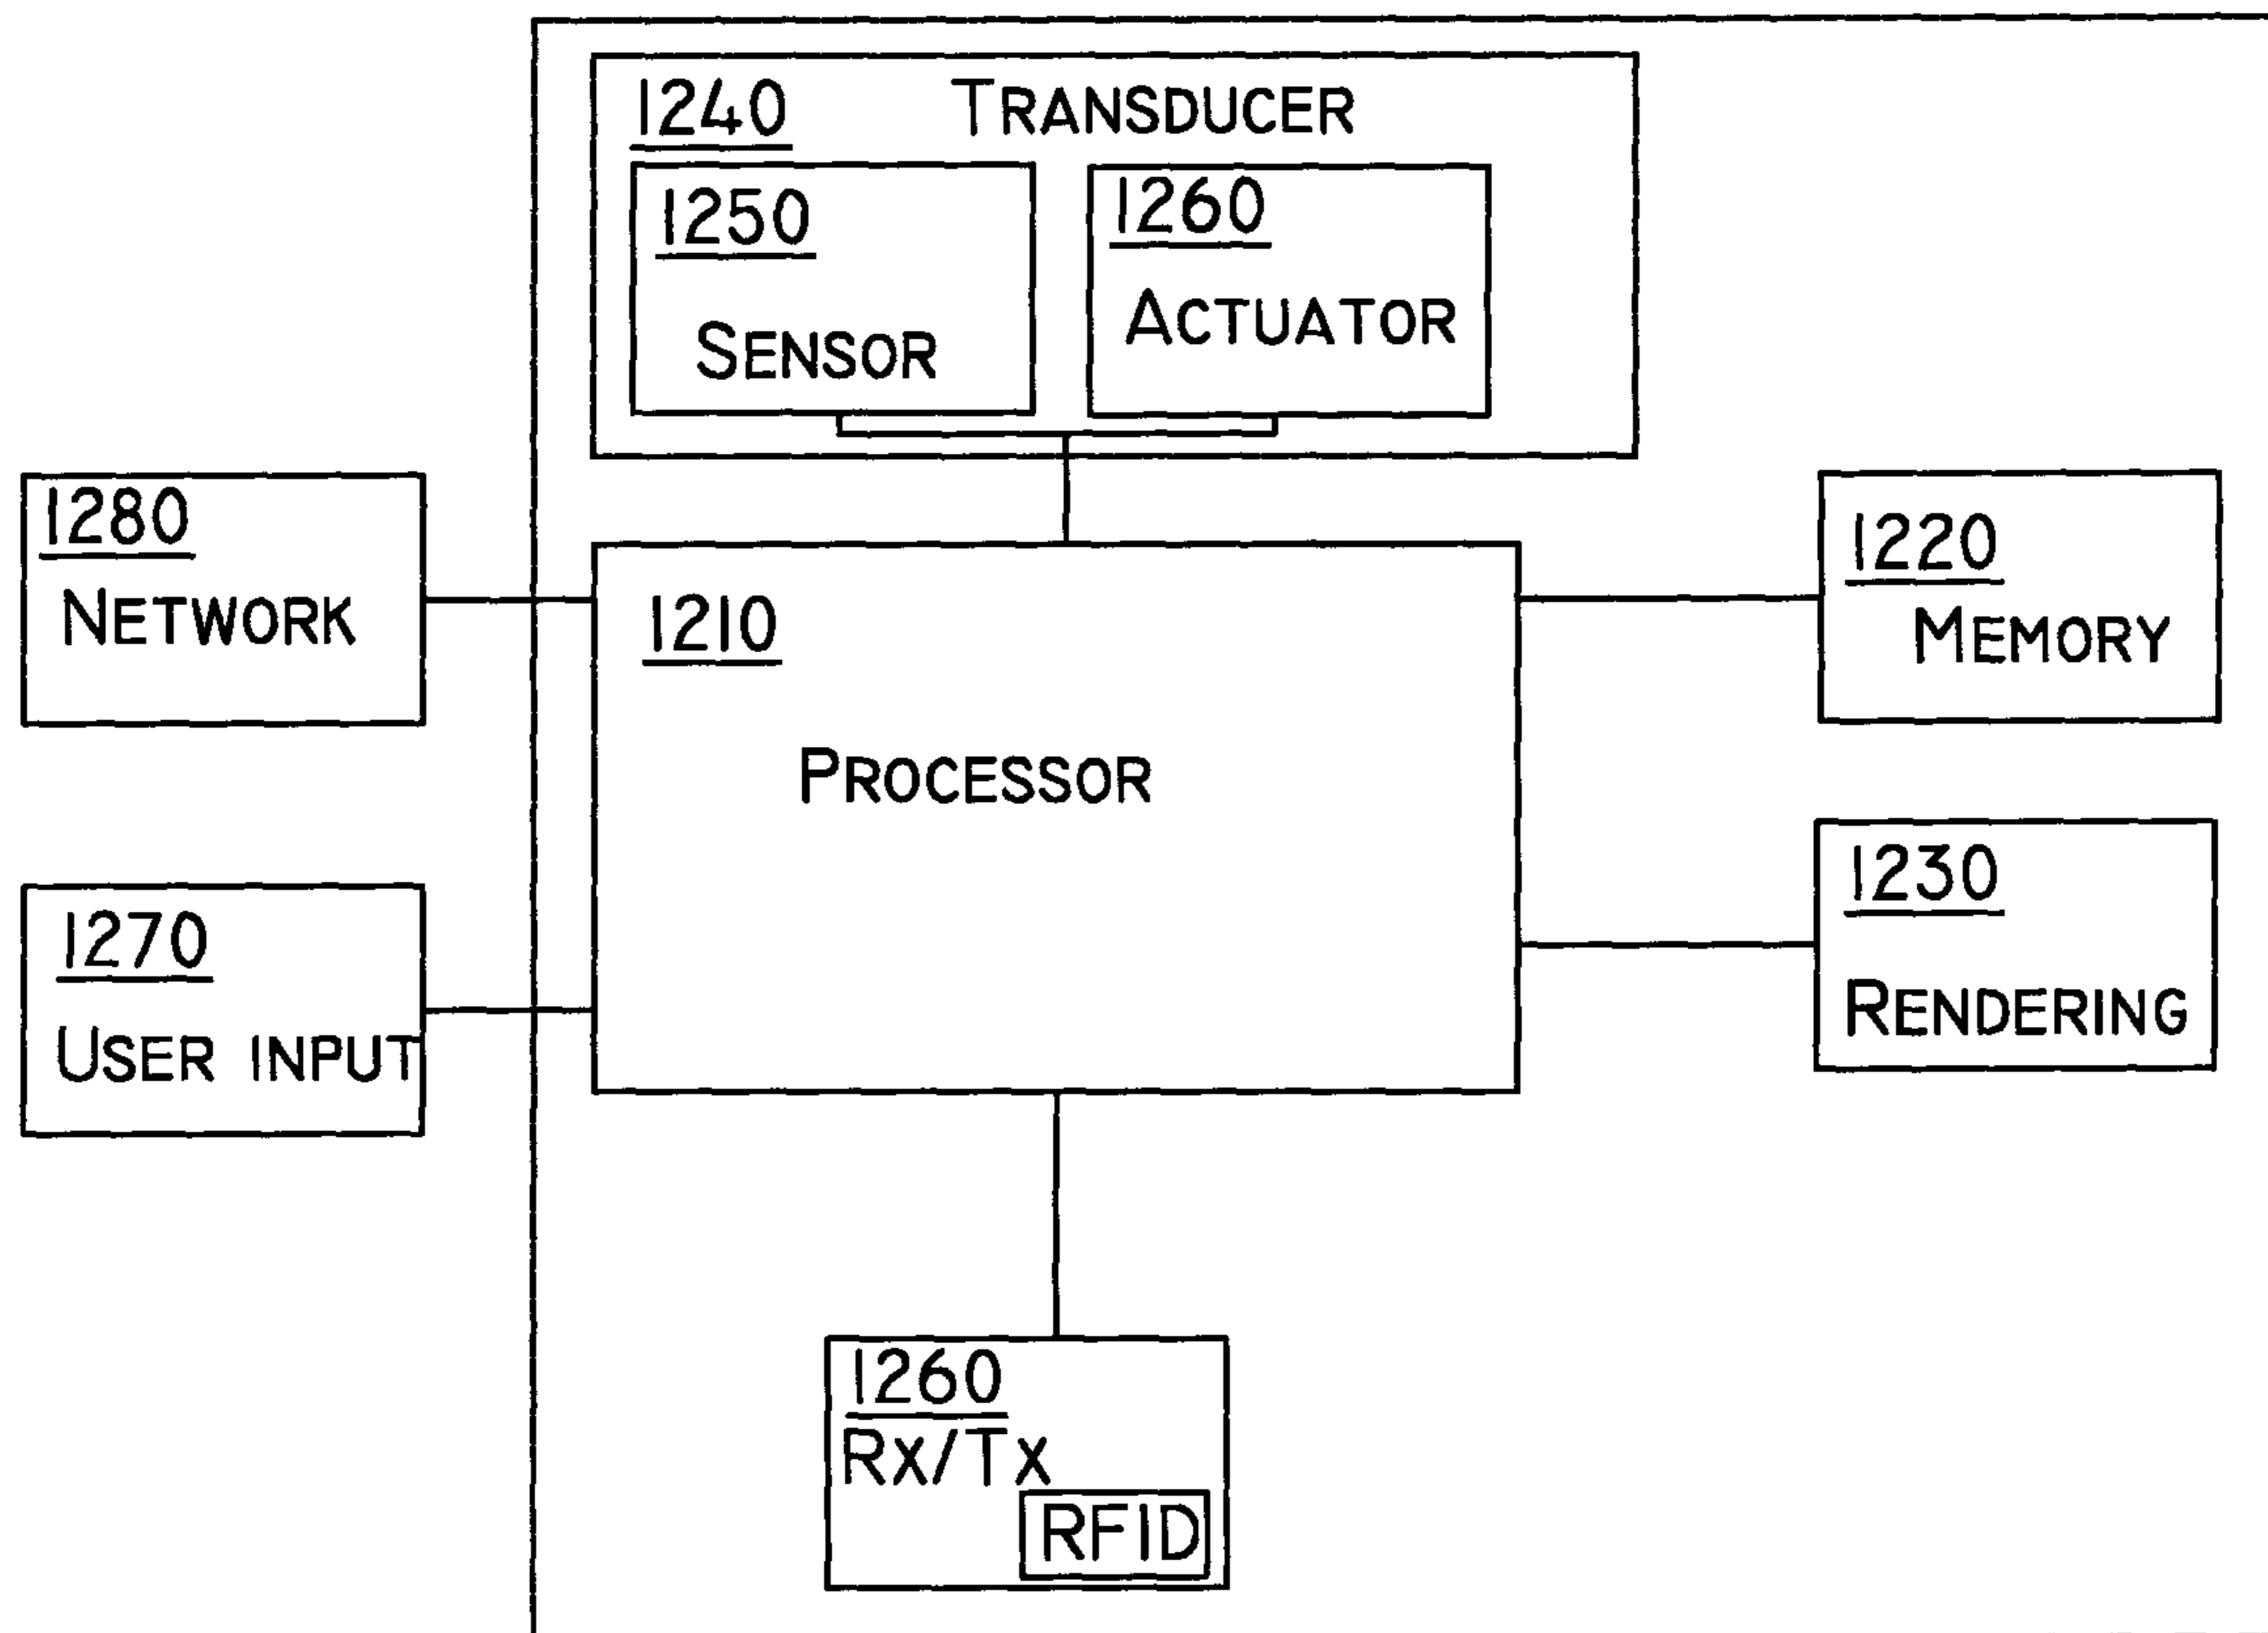 1240 TRANSDUCER
1250
SENSOR
1260
ACTUATOR
1280
NETWORK
1210
PROCESSOR
1220
MEMORY
1270
USER INPUT
1230
RENDERING
1260
RX/TX
RFID